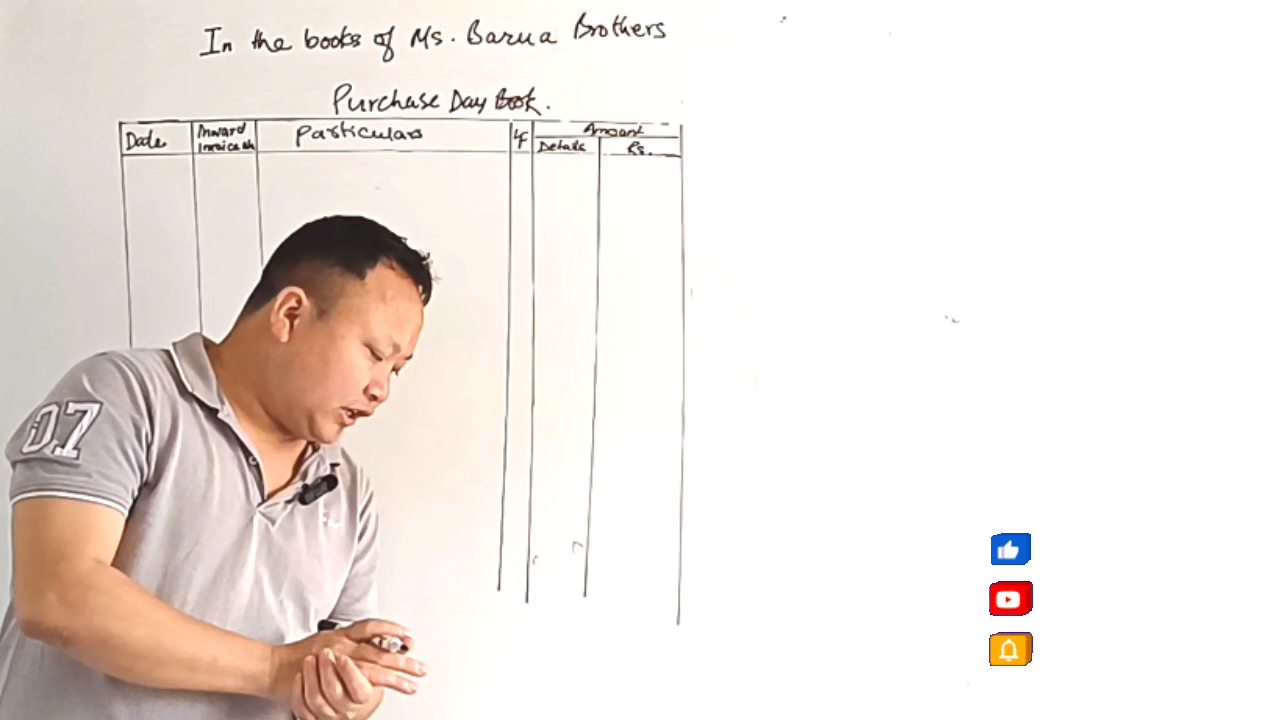 In the books of Ms. Barua Brothers
Purchase Day Book.
Date
Inward
Invoice No
Particulars
LF
Amount
Details
Rs.
07